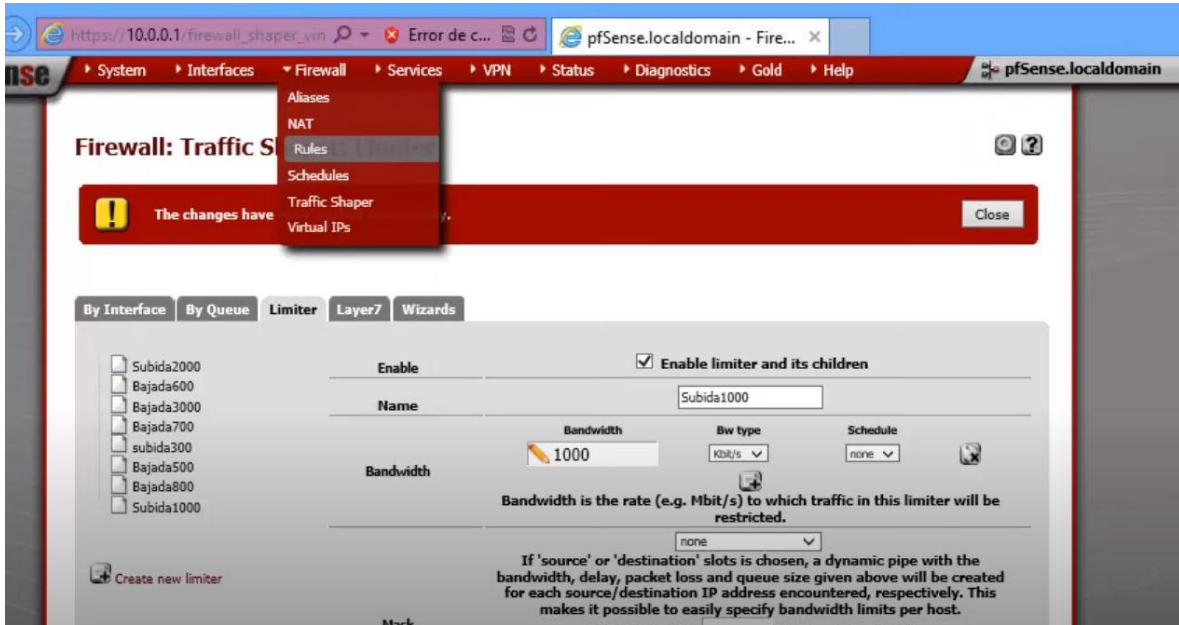 https://10.0.0.1/firewall_shaper_vin
Error de c...
pfSense.localdomain - Fire...
nse
System Interfaces Firewall Services VPN Status Diagnostics Gold Help
pfSense.localdomain
Aliases
NAT
Rules
Schedules
Traffic Shaper
Virtual IPs
Firewall: Traffic S
Limiter
The changes have
y.
Close
By Interface By Queue Limiter Layer7 Wizards
Subida2000
Bajada600
Bajada3000
Bajada700
subida300
Bajada500
Bajada800
Subida1000
Create new limiter
Enable
Enable limiter and its children
Name
Subida1000
Bandwidth
Bandwidth Bw type Schedule
1000 Kbit/s none
Bandwidth is the rate (e.g. Mbit/s) to which traffic in this limiter will be
restricted.
Mask
none
If 'source' or 'destination' slots is chosen, a dynamic pipe with the
bandwidth, delay, packet loss and queue size given above will be created
for each source/destination IP address encountered, respectively. This
makes it possible to easily specify bandwidth limits per host.